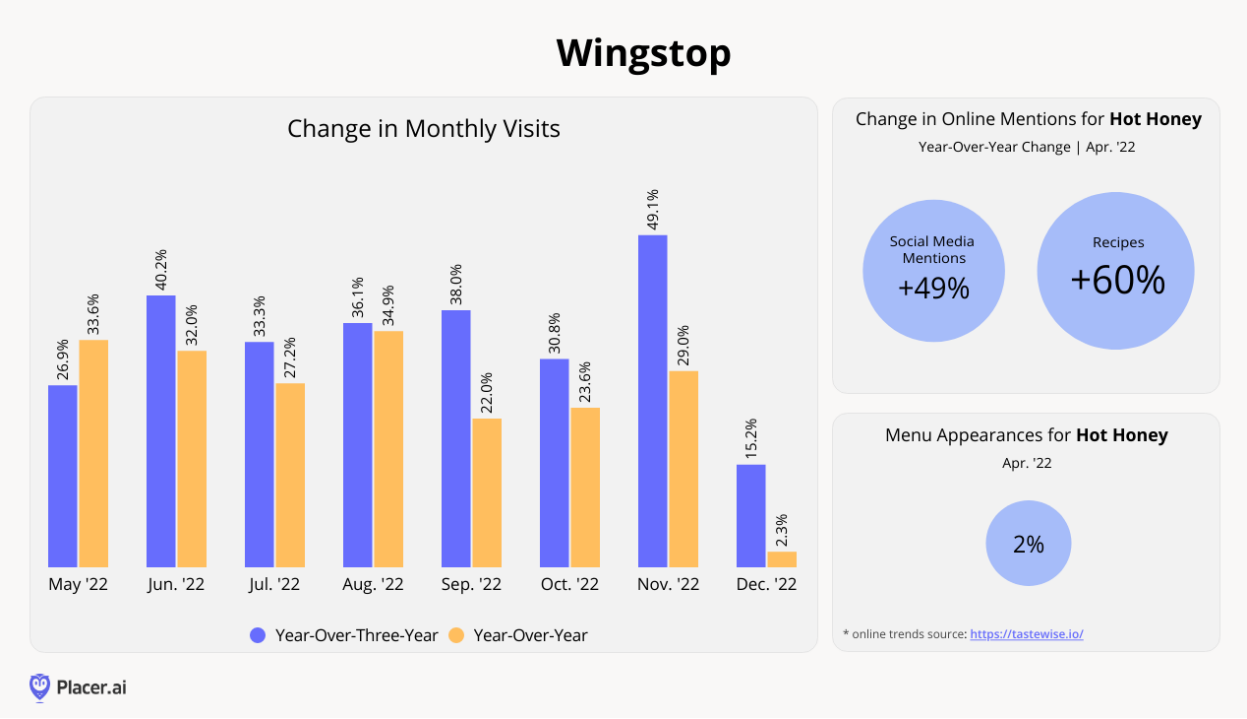 Wingstop
Change in Monthly Visits
26.9%
33.6%
40.2%
32.0%
33.3%
27.2%
36.1%
34.9%
38.0%
22.0%
30.8%
23.6%
49.1%
29.0%
15.2%
2.3%
May '22
Jun. '22
Jul. '22
Aug. '22
Sep. '22
Oct. '22
Nov. '22
Dec. '22
Year-Over-Three-Year
Year-Over-Year
Change in Online Mentions for Hot Honey
Year-Over-Year Change | Apr. '22
Social Media
Mentions
+49%
Recipes
+60%
Menu Appearances for Hot Honey
Apr. '22
2%
* online trends source: https://tastewise.io/
Placer.ai